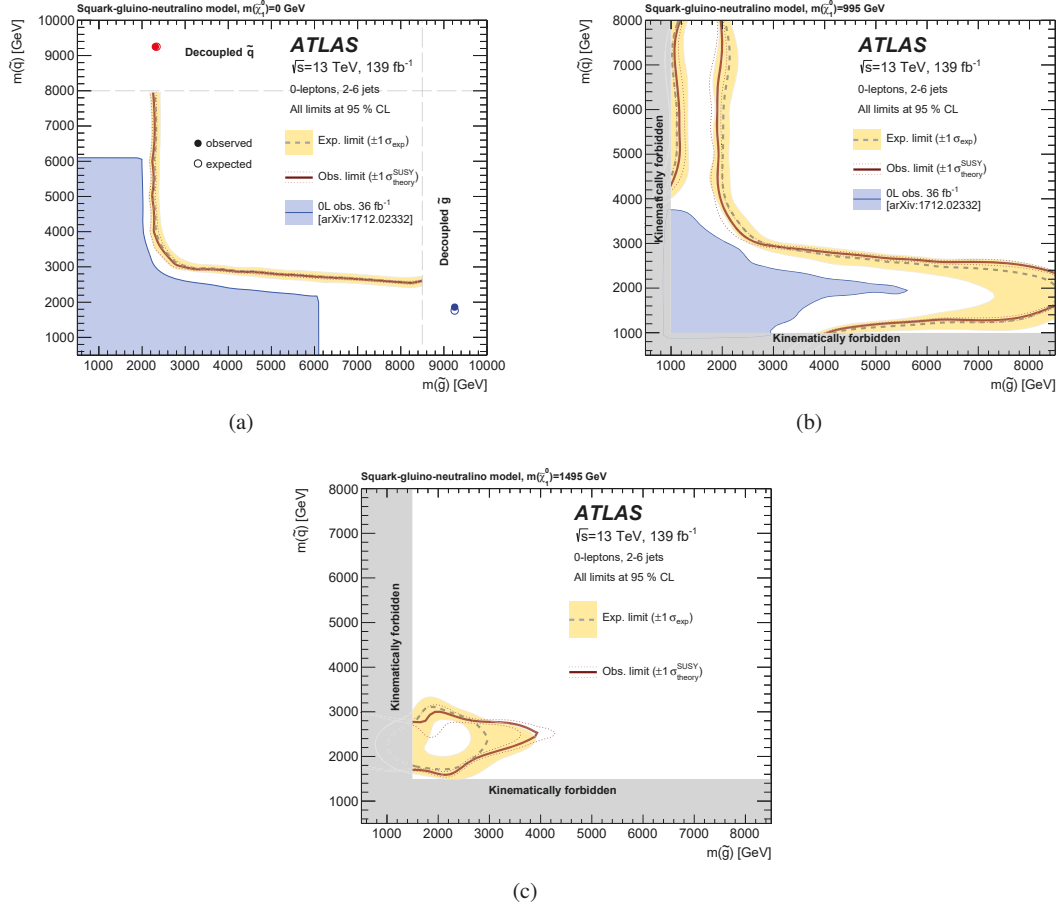 Squark-gluino-neutralino model, m(χ̃₁⁰)=0 GeV
m(q̃) [GeV]
10000
9000
8000
7000
6000
5000
4000
3000
2000
1000
Decoupled q̃
ATLAS
√s=13 TeV, 139 fb⁻¹
0-leptons, 2-6 jets
All limits at 95 % CL
observed
expected
Exp. limit (±1 σexp)
Obs. limit (±1 σ SUSY theory)
0L obs. 36 fb⁻¹
[arXiv:1712.02332]
Decoupled g̃
1000 2000 3000 4000 5000 6000 7000 8000 9000 10000
m(g̃) [GeV]
(a)
Squark-gluino-neutralino model, m(χ̃₁⁰)=995 GeV
m(q̃) [GeV]
8000
7000
6000
5000
4000
3000
2000
1000
Kinematically forbidden
ATLAS
√s=13 TeV, 139 fb⁻¹
0-leptons, 2-6 jets
All limits at 95 % CL
Exp. limit (±1 σexp)
Obs. limit (±1 σ SUSY theory)
0L obs. 36 fb⁻¹
[arXiv:1712.02332]
Kinematically forbidden
1000 2000 3000 4000 5000 6000 7000 8000
m(g̃) [GeV]
(b)
Squark-gluino-neutralino model, m(χ̃₁⁰)=1495 GeV
m(q̃) [GeV]
8000
7000
6000
5000
4000
3000
2000
1000
Kinematically forbidden
ATLAS
√s=13 TeV, 139 fb⁻¹
0-leptons, 2-6 jets
All limits at 95 % CL
Exp. limit (±1 σexp)
Obs. limit (±1 σ SUSY theory)
Kinematically forbidden
1000 2000 3000 4000 5000 6000 7000 8000
m(g̃) [GeV]
(c)